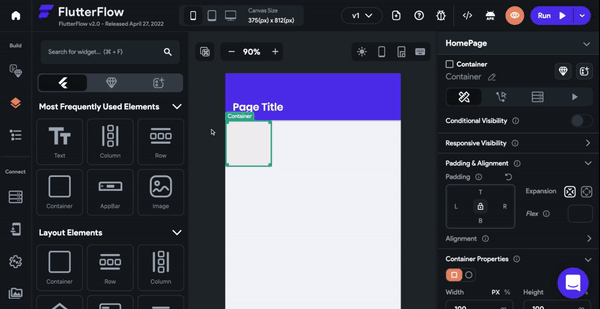 FlutterFlow
FlutterFlow v2.0 - Released April 27, 2022
Canvas Size
375(px) x 812(px)
v1
Run
Build
Connect
Search for widget... (⌘ + F)
Most Frequently Used Elements
Text
Column
Row
Container
AppBar
Image
Layout Elements
Container
Row
Column
90%
Page Title
Container
HomePage
Container
Container
Conditional Visibility
Responsive Visibility
Padding & Alignment
Padding
Expansion
T
L
R
B
Flex
Alignment
Container Properties
Width
PX
%
Height